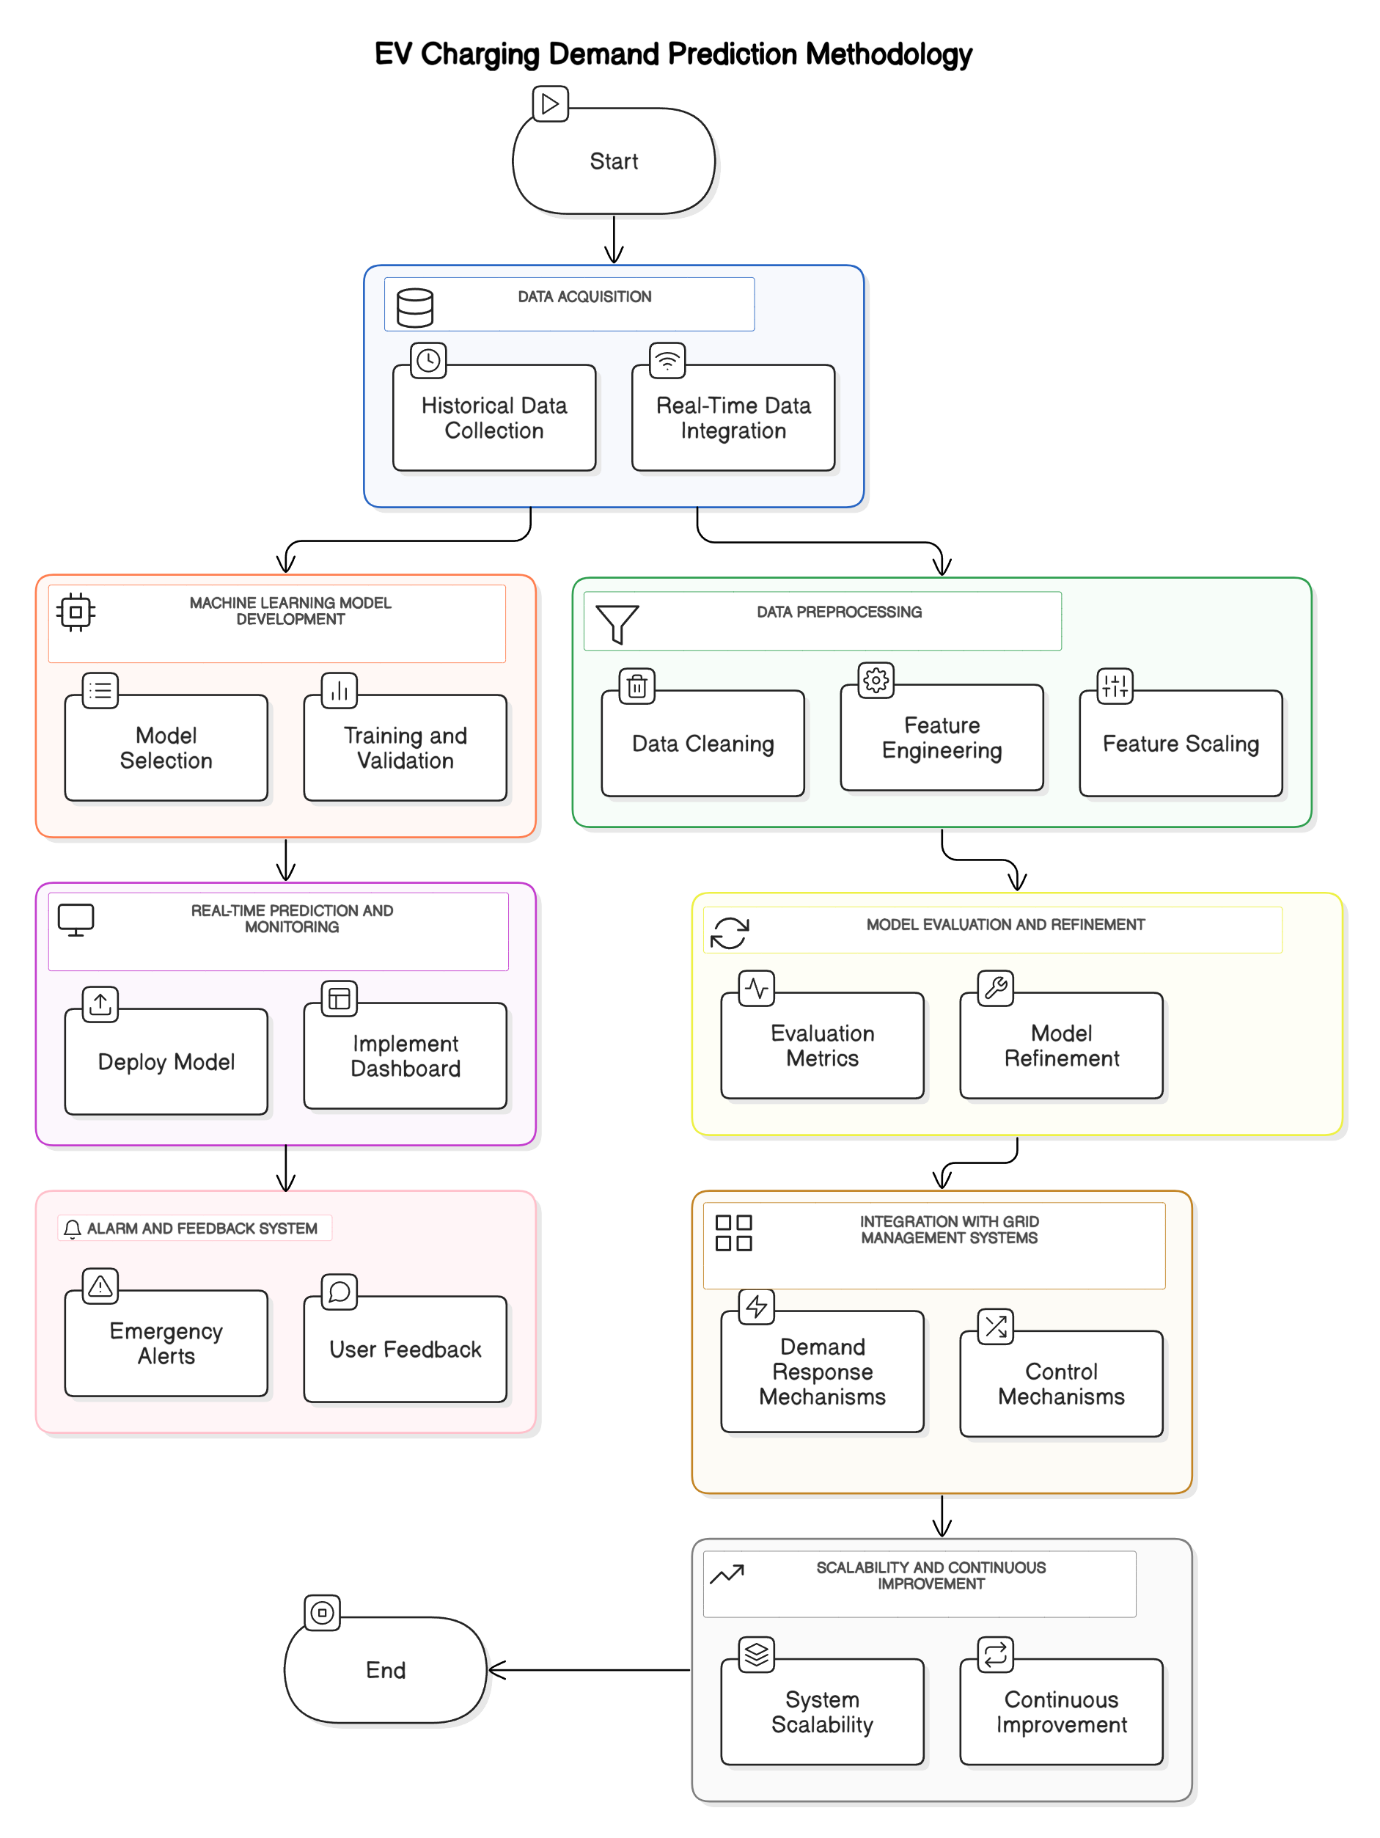 EV Charging Demand Prediction Methodology
Start
DATA ACQUISITION
Historical Data
Collection
Real-Time Data
Integration
MACHINE LEARNING MODEL
DEVELOPMENT
Model
Selection
Training and
Validation
DATA PREPROCESSING
Data Cleaning
Feature
Engineering
Feature Scaling
REAL-TIME PREDICTION AND
MONITORING
Deploy Model
Implement
Dashboard
MODEL EVALUATION AND REFINEMENT
Evaluation
Metrics
Model
Refinement
ALARM AND FEEDBACK SYSTEM
Emergency
Alerts
User Feedback
INTEGRATION WITH GRID
MANAGEMENT SYSTEMS
Demand
Response
Mechanisms
Control
Mechanisms
SCALABILITY AND CONTINUOUS
IMPROVEMENT
System
Scalability
Continuous
Improvement
End